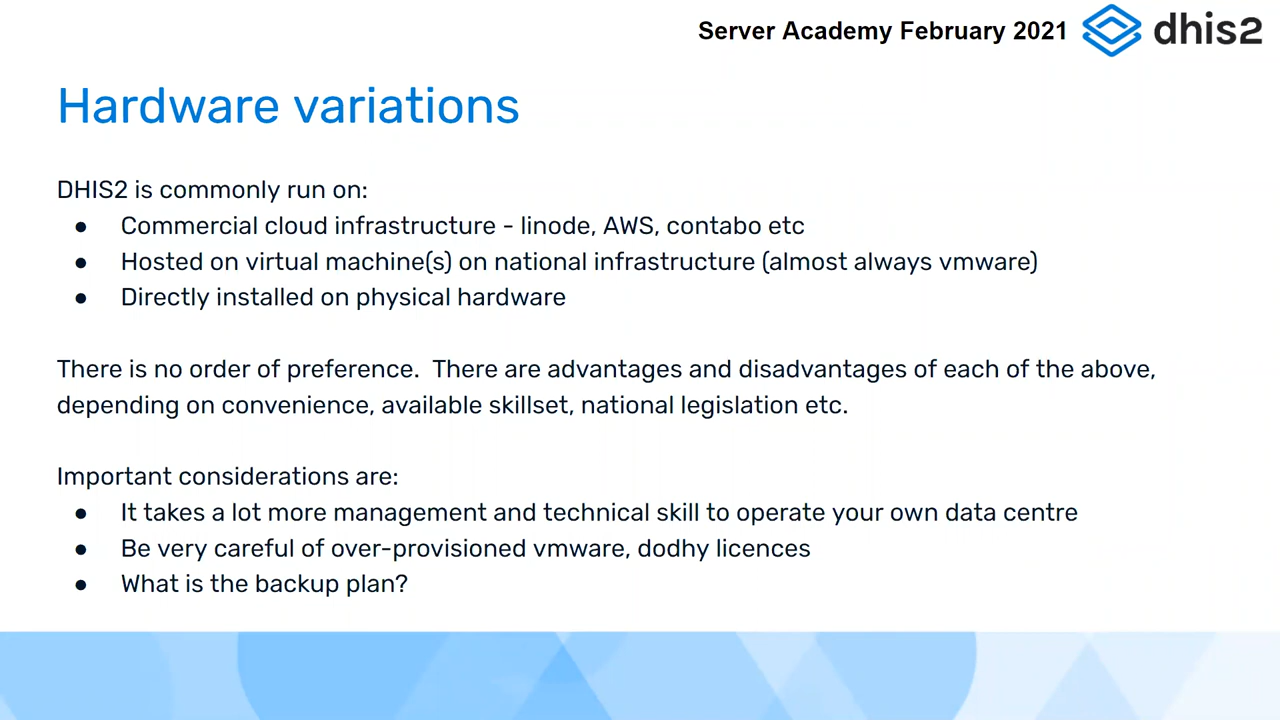 Server Academy February 2021 dhis2
Hardware variations
DHIS2 is commonly run on:
● Commercial cloud infrastructure - linode, AWS, contabo etc
● Hosted on virtual machine(s) on national infrastructure (almost always vmware)
● Directly installed on physical hardware
There is no order of preference.  There are advantages and disadvantages of each of the above,
depending on convenience, available skillset, national legislation etc.
Important considerations are:
● It takes a lot more management and technical skill to operate your own data centre
● Be very careful of over-provisioned vmware, dodhy licences
● What is the backup plan?